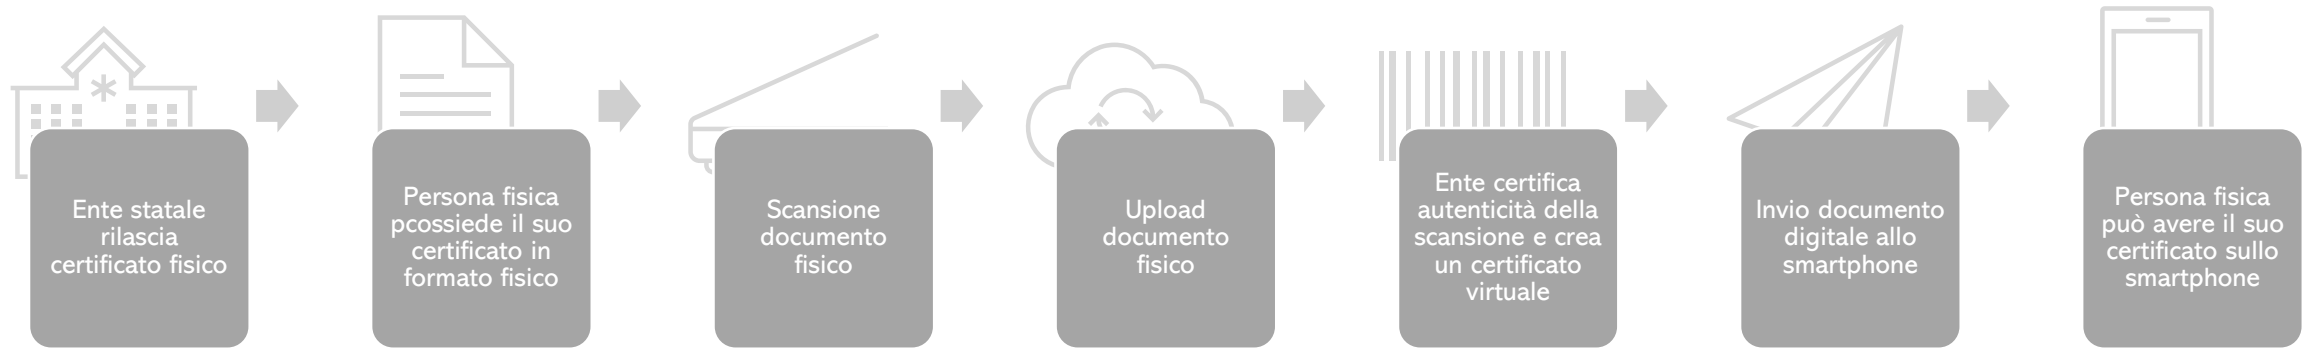 Ente statale
rilascia
certificato fisico
Persona fisica
pcossiede il suo
certificato in
formato fisico
Scansione
documento
fisico
Upload
documento
fisico
Ente certifica
autenticità della
scansione e crea
un certificato
virtuale
Invio documento
digitale allo
smartphone
Persona fisica
può avere il suo
certificato sullo
smartphone